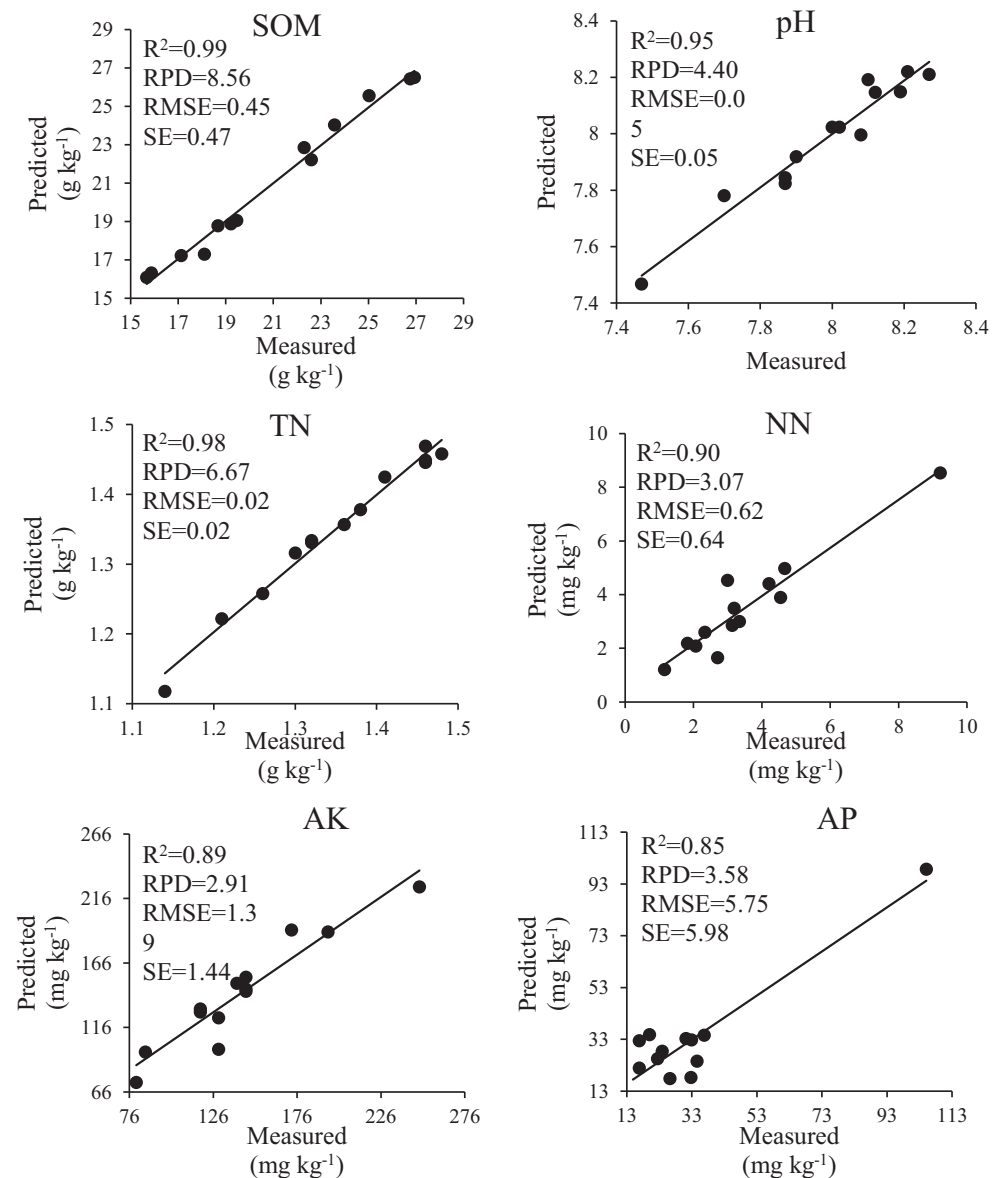 SOM
29
27
25
23
21
19
17
15
R²=0.99
RPD=8.56
RMSE=0.45
SE=0.47
Predicted
(g kg⁻¹)
15 17 19 21 23 25 27 29
Measured
(g kg⁻¹)
pH
8.4
8.2
8
7.8
7.6
7.4
R²=0.95
RPD=4.40
RMSE=0.0
5
SE=0.05
Predicted
7.4 7.6 7.8 8 8.2 8.4
Measured
TN
1.5
1.4
1.3
1.2
1.1
R²=0.98
RPD=6.67
RMSE=0.02
SE=0.02
Predicted
(g kg⁻¹)
1.1 1.2 1.3 1.4 1.5
Measured
(g kg⁻¹)
NN
10
8
6
4
2
0
R²=0.90
RPD=3.07
RMSE=0.62
SE=0.64
Predicted
(mg kg⁻¹)
0 2 4 6 8 10
Measured
(mg kg⁻¹)
AK
266
216
166
116
66
R²=0.89
RPD=2.91
RMSE=1.3
9
SE=1.44
Predicted
(mg kg⁻¹)
76 126 176 226 276
Measured
(mg kg⁻¹)
AP
113
93
73
53
33
13
R²=0.85
RPD=3.58
RMSE=5.75
SE=5.98
Predicted
(mg kg⁻¹)
13 33 53 73 93 113
Measured
(mg kg⁻¹)